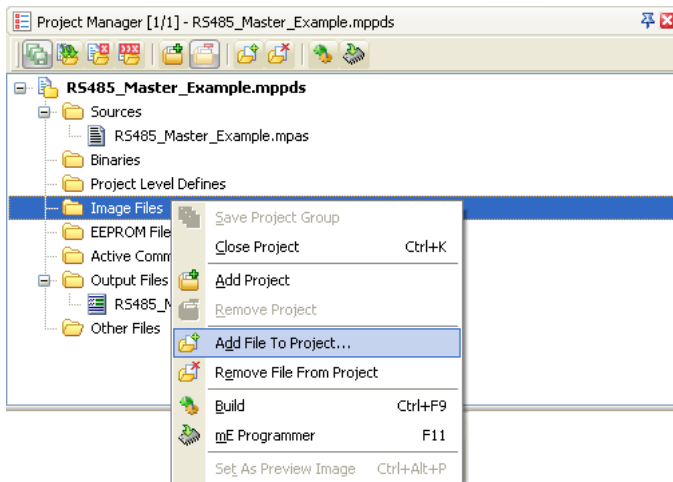 Project Manager [1/1] - RS485_Master_Example.mppds
RS485_Master_Example.mppds
Sources
RS485_Master_Example.mpas
Binaries
Project Level Defines
Image Files
Save Project Group
EEPROM File
Close Project Ctrl+K
Active Comm
Output Files
Add Project
RS485_M
Remove Project
Other Files
Add File To Project...
Remove File From Project
Build Ctrl+F9
mE Programmer F11
Set As Preview Image Ctrl+Alt+P